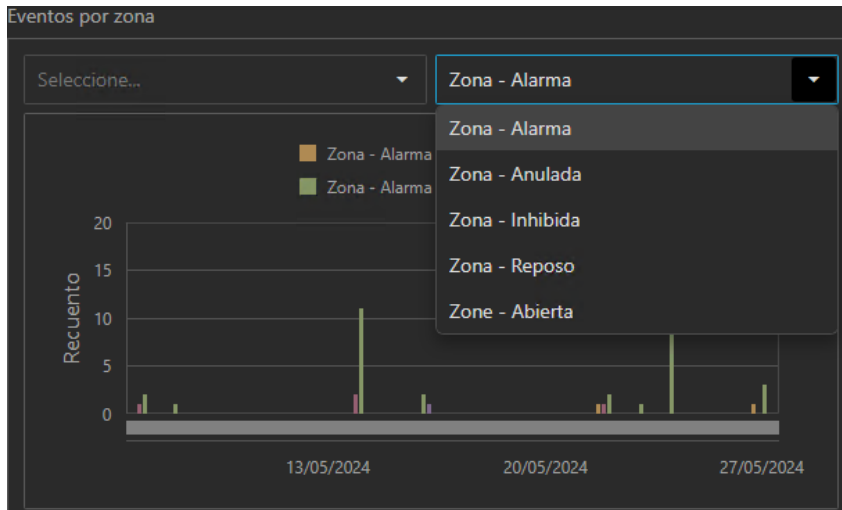 Eventos por zona
Seleccione...
Zona - Alarma
Zona - Alarma
Zona - Anulada
Zona - Inhibida
Zona - Reposo
Zone - Abierta
Zona - Alarma
Zona - Alarma
Recuento
20
15
10
5
0
13/05/2024
20/05/2024
27/05/2024